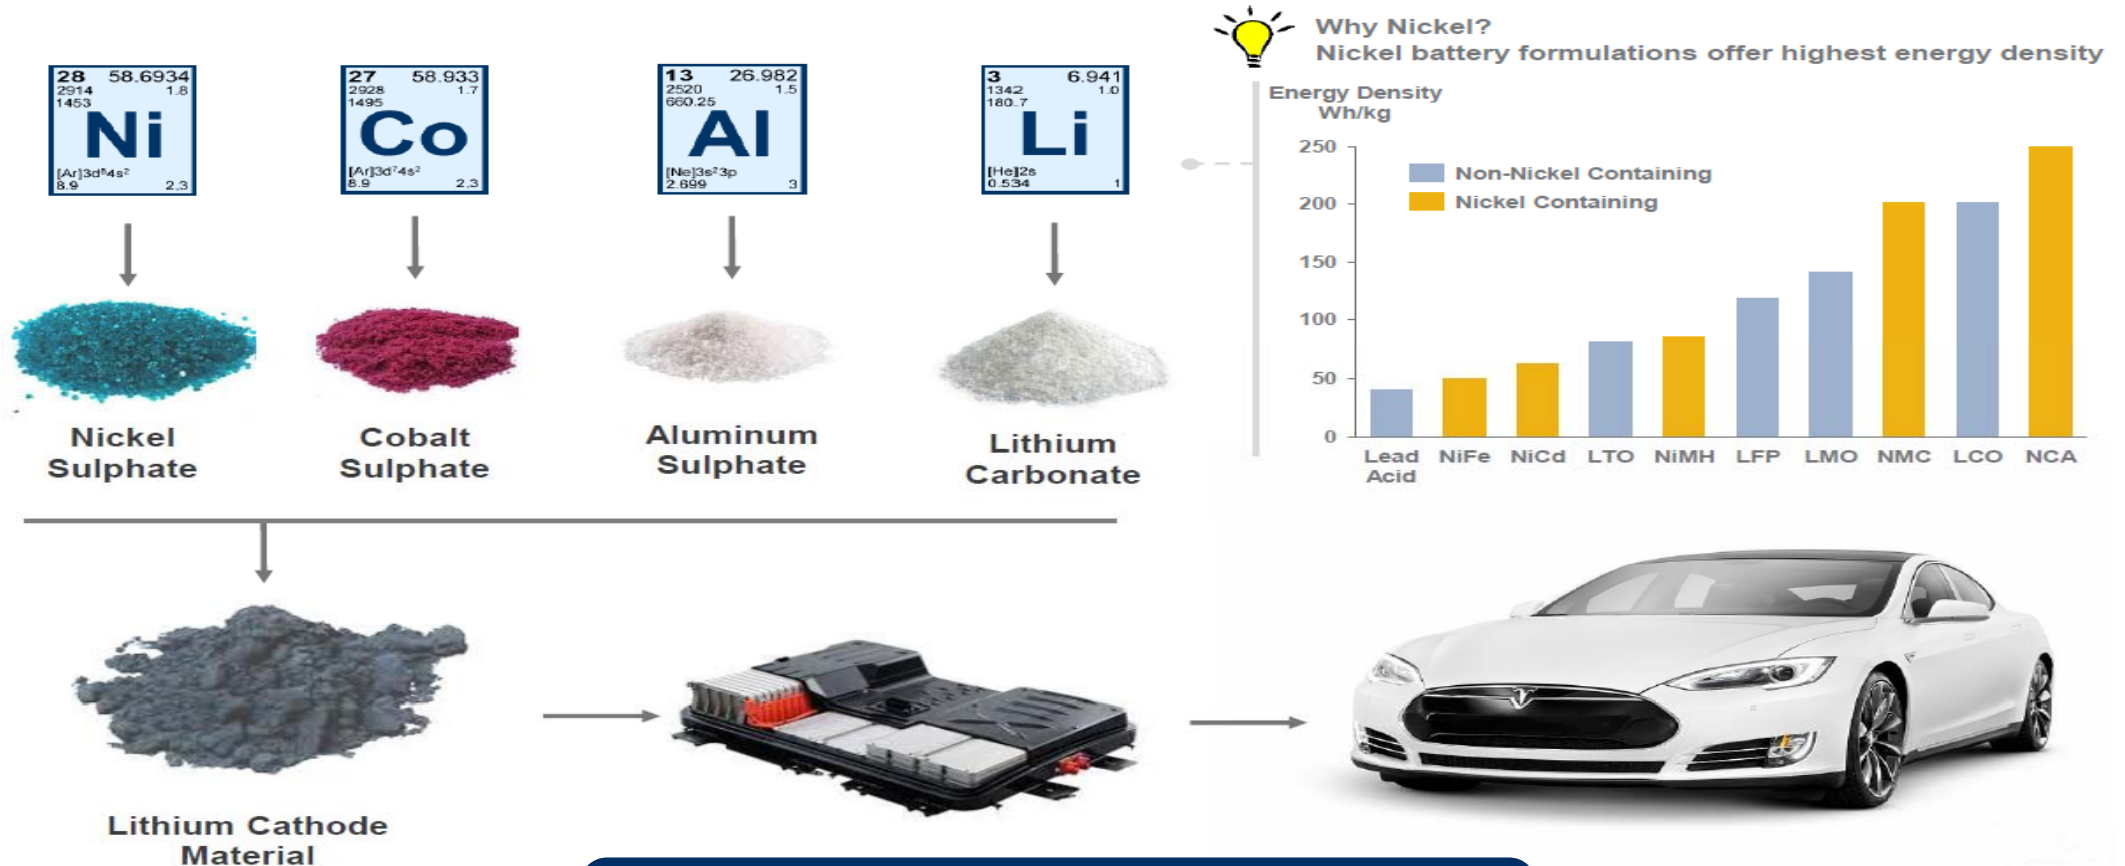 Why Nickel?
Nickel battery formulations offer highest energy density
28 58.6934
2914 1.8
1453
Ni
[Ar]3d⁸4s²
8.9 2,3
27 58.933
2928 1.7
1495
Co
[Ar]3d⁷4s²
8.9 2,3
13 26.982
2520 1.5
660.25
Al
[Ne]3s²3p
2.699 3
3 6.941
1342 1.0
180.7
Li
[He]2s
0.534 1
Nickel
Sulphate
Cobalt
Sulphate
Aluminum
Sulphate
Lithium
Carbonate
Energy Density
Wh/kg
250
200
150
100
50
0
Non-Nickel Containing
Nickel Containing
Lead
Acid
NiFe
NiCd
LTO
NiMH
LFP
LMO
NMC
LCO
NCA
Lithium Cathode
Material